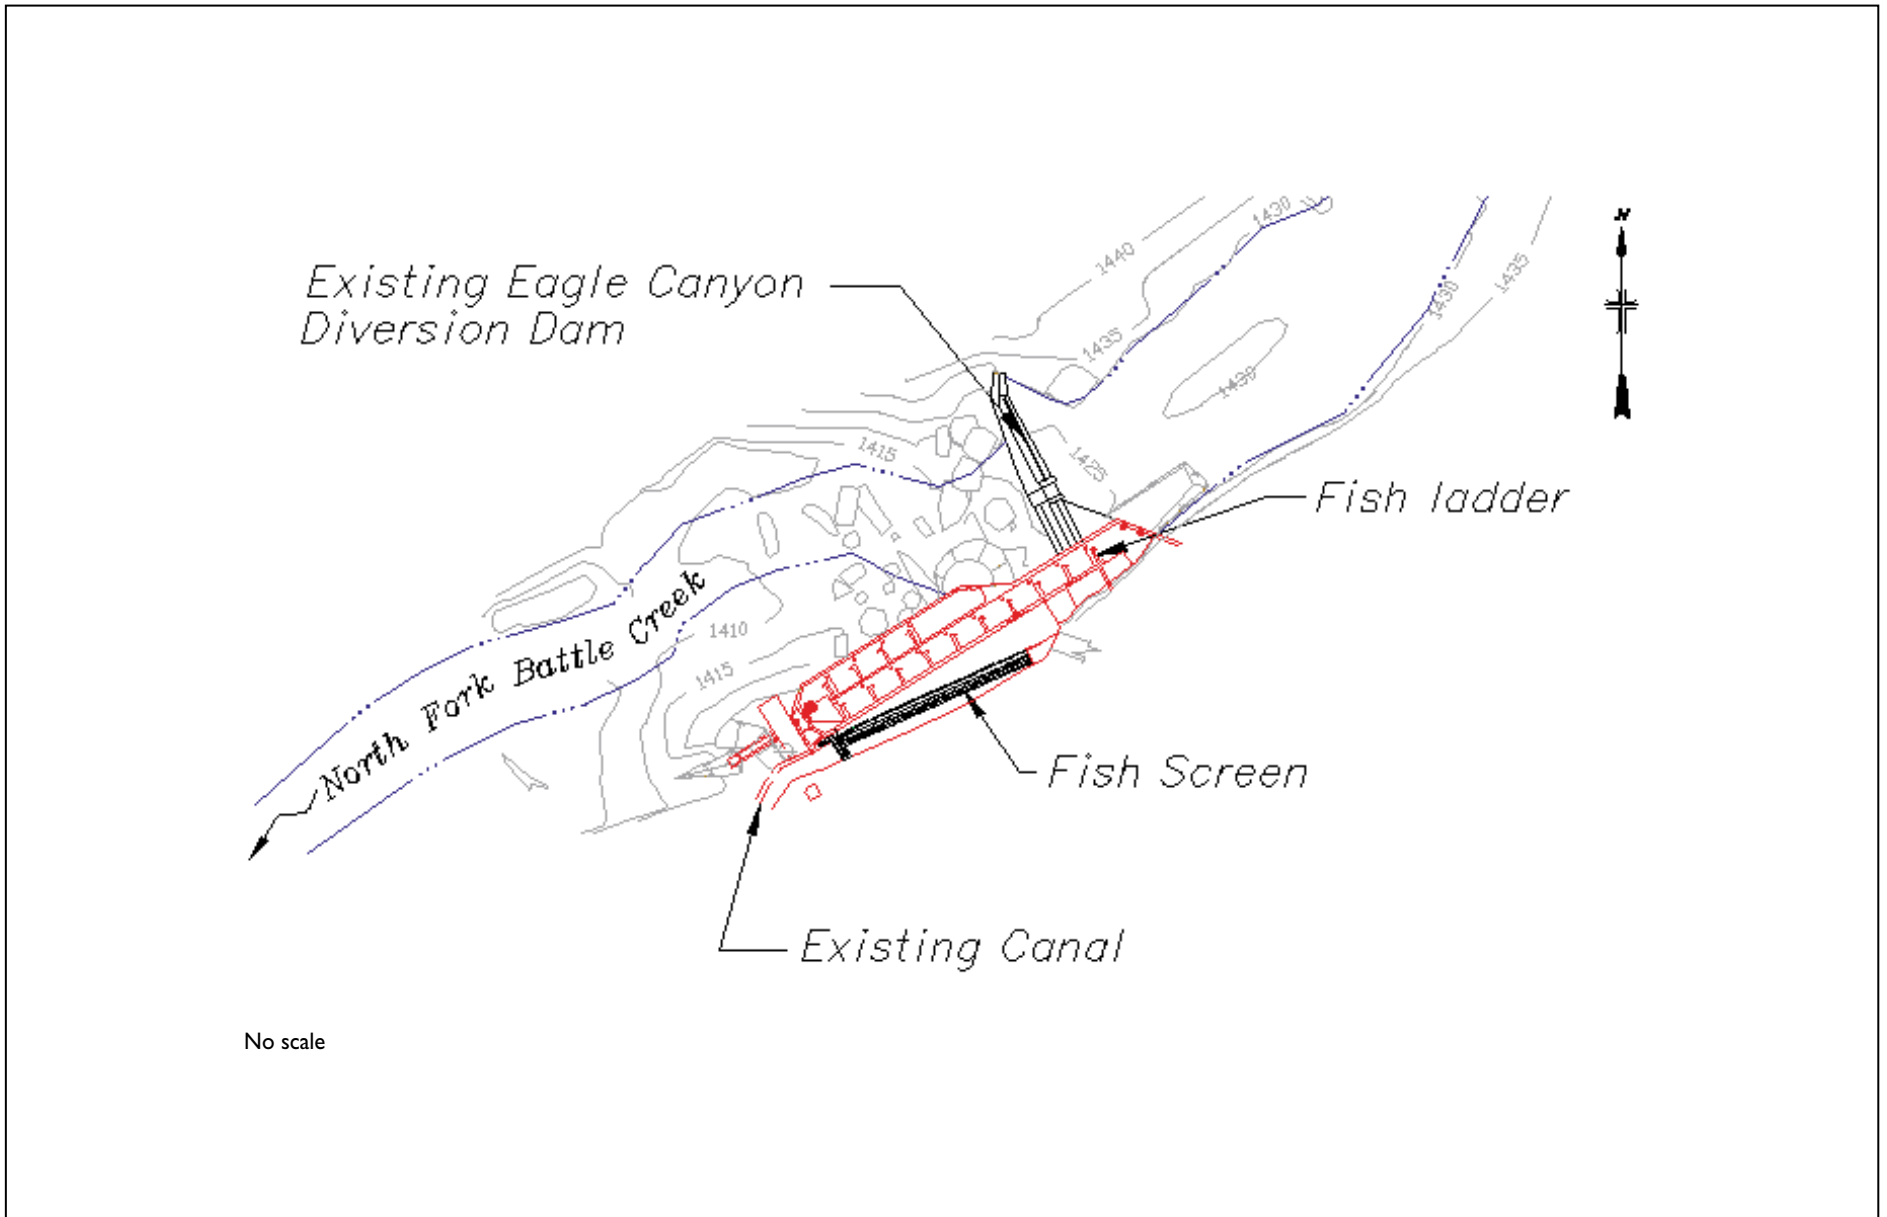 1430
1440
1435
1430
1435
N
Existing Eagle Canyon
Diversion Dam
1430
1415
1425
Fish ladder
North Fork Battle Creek
1410
1415
Fish Screen
Existing Canal
No scale